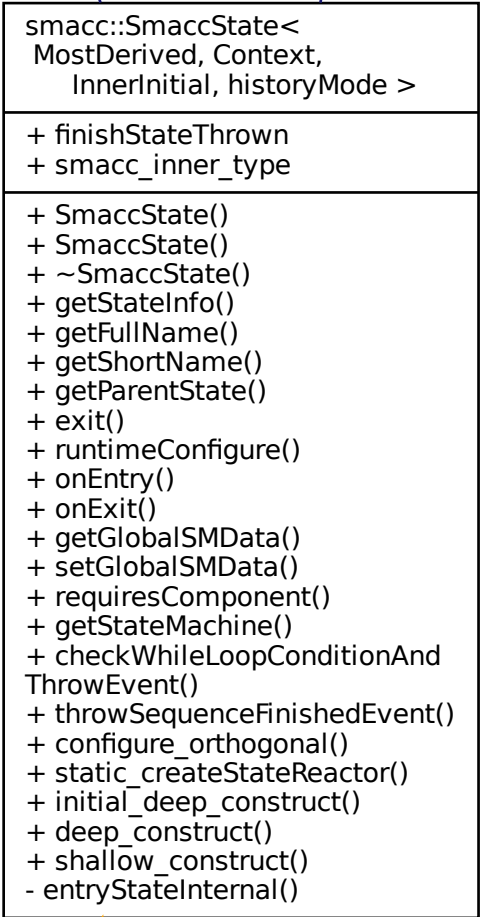 smacc::SmaccState<
MostDerived, Context,
InnerInitial, historyMode >
+ finishStateThrown
+ smacc_inner_type
+ SmaccState()
+ SmaccState()
+ ~SmaccState()
+ getStateInfo()
+ getFullName()
+ getShortName()
+ getParentState()
+ exit()
+ runtimeConfigure()
+ onEntry()
+ onExit()
+ getGlobalSMData()
+ setGlobalSMData()
+ requiresComponent()
+ getStateMachine()
+ checkWhileLoopConditionAnd
ThrowEvent()
+ throwSequenceFinishedEvent()
+ configure_orthogonal()
+ static_createStateReactor()
+ initial_deep_construct()
+ deep_construct()
+ shallow_construct()
- entryStateInternal()